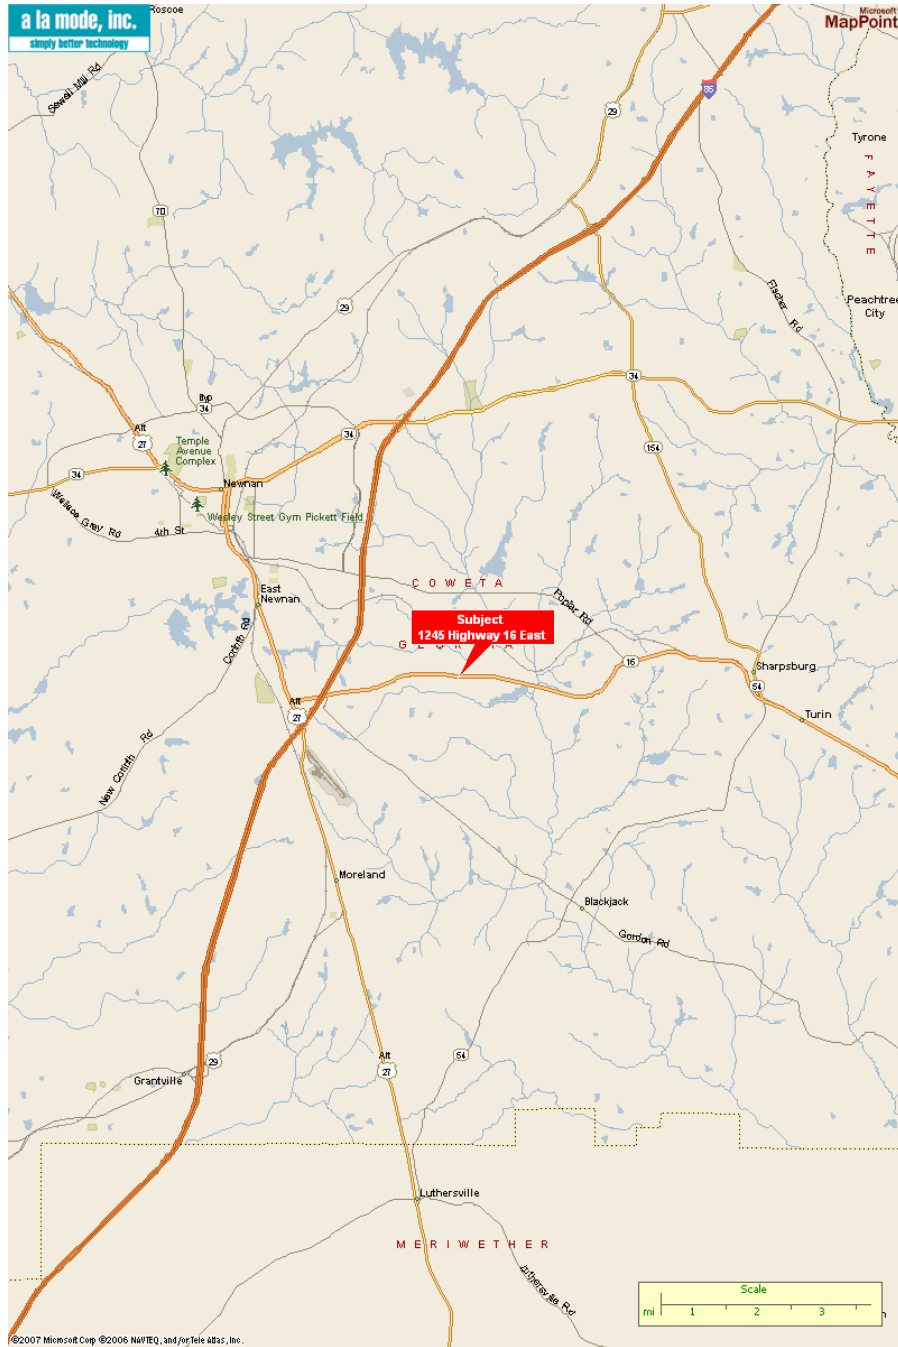 a la mode, inc.
simply better technology
Roscoe
Microsoft
MapPoint
Sewell Mill Rd
85
29
Tyrone
FAYETTE
70
Fischer Rd
29
Peachtree
City
34
Byp
34
Alt
27
34
154
Temple
Avenue
Complex
34
Newnan
Wesley Street Gym Pickett Field
Wallace Gray Rd
4th St
COWETA
East
Newnan
Poplar Rd
Subject
1245 Highway 16 East
Corinth Rd
16
Sharpsburg
54
Alt
27
Turin
New Corinth Rd
Moreland
Blackjack
Gordon Rd
54
Alt
27
29
Grantville
Luthersville
MERIWETHER
Luthersville Rd
Scale
mi
1 2 3
©2007 Microsoft Corp ©2006 NAVTEQ, and/or Tele Atlas, Inc.